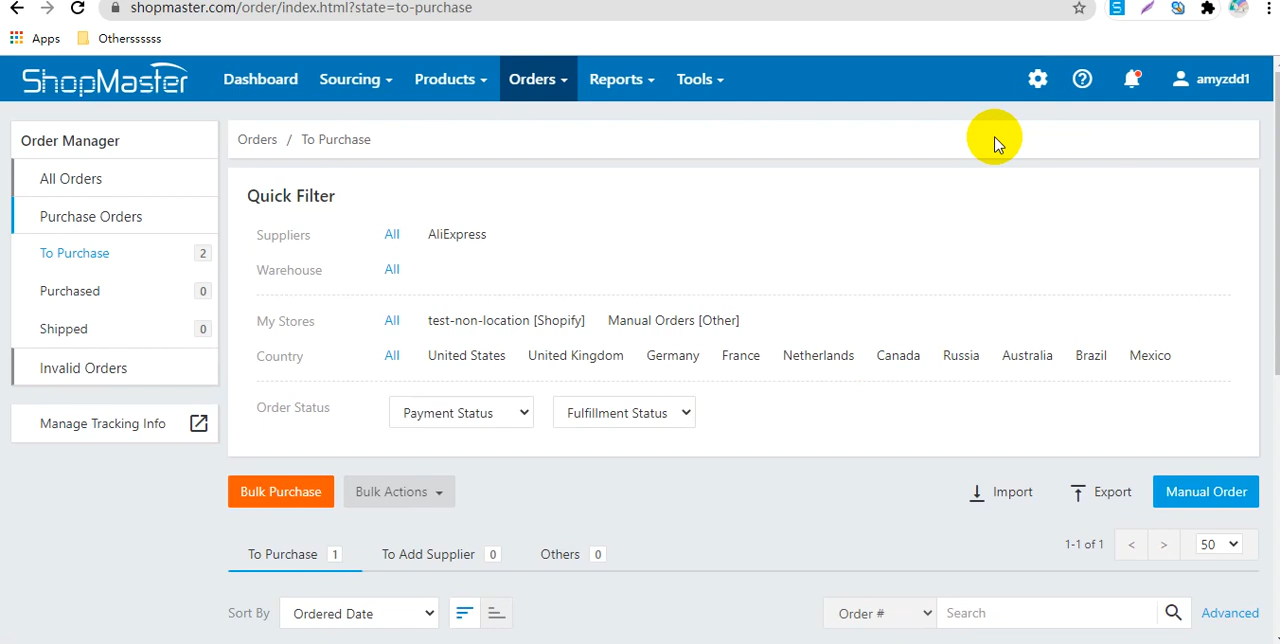 shopmaster.com/order/index.html?state=to-purchase
Apps Otherssssss
ShopMaster Dashboard Sourcing Products Orders Reports Tools amyzdd1
Order Manager
All Orders
Purchase Orders
To Purchase 2
Purchased 0
Shipped 0
Invalid Orders
Manage Tracking Info
Orders / To Purchase
Quick Filter
Suppliers All AliExpress
Warehouse All
My Stores All test-non-location [Shopify] Manual Orders [Other]
Country All United States United Kingdom Germany France Netherlands Canada Russia Australia Brazil Mexico
Order Status Payment Status Fulfillment Status
Bulk Purchase Bulk Actions Import Export Manual Order
To Purchase 1 To Add Supplier 0 Others 0 1-1 of 1 < > 50
Sort By Ordered Date Order # Search Advanced